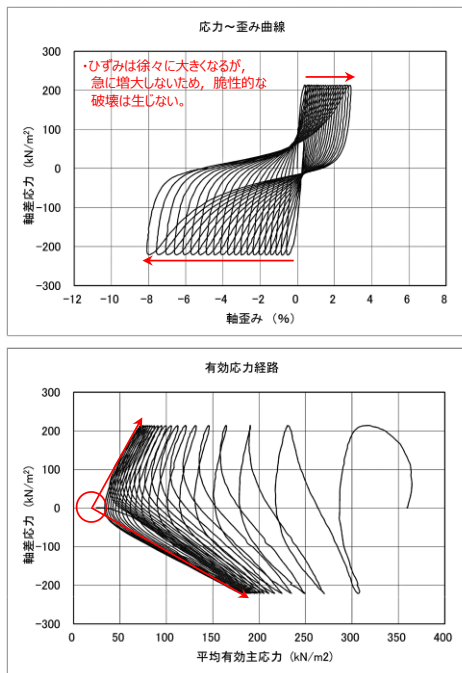 応力～歪み曲線
・ひずみは徐々に大きくなるが，
急に増大しないため，脆性的な
破壊は生じない。
軸差応力（kN/m²）
300
200
100
0
−100
−200
−300
−12 −10 −8 −6 −4 −2 0 2 4 6 8
軸歪み （%）
有効応力経路
軸差応力（kN/m²）
300
200
100
0
−100
−200
−300
0 50 100 150 200 250 300 350 400
平均有効主応力（kN/m2）